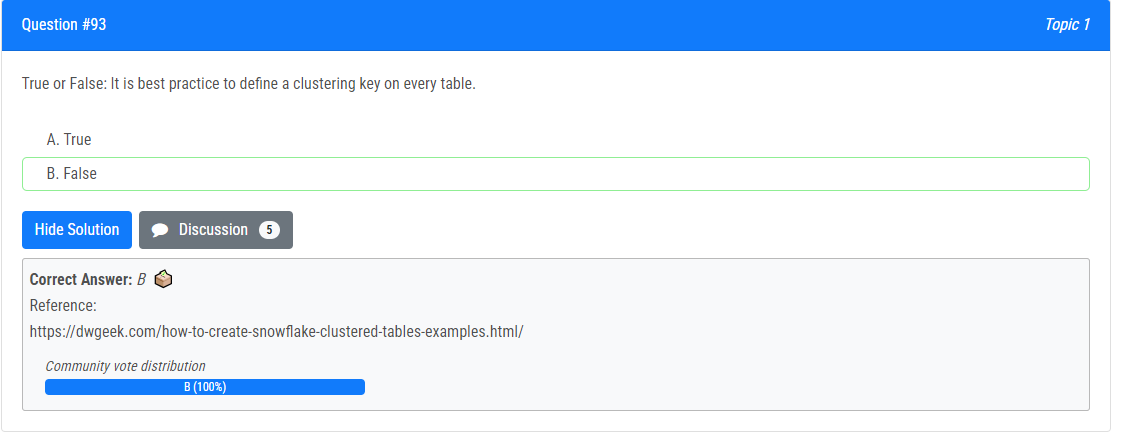 Question #93
Topic 1
True or False: It is best practice to define a clustering key on every table.
A. True
B. False
Hide Solution
Discussion 5
Correct Answer: B
Reference:
https://dwgeek.com/how-to-create-snowflake-clustered-tables-examples.html/
Community vote distribution
B (100%)